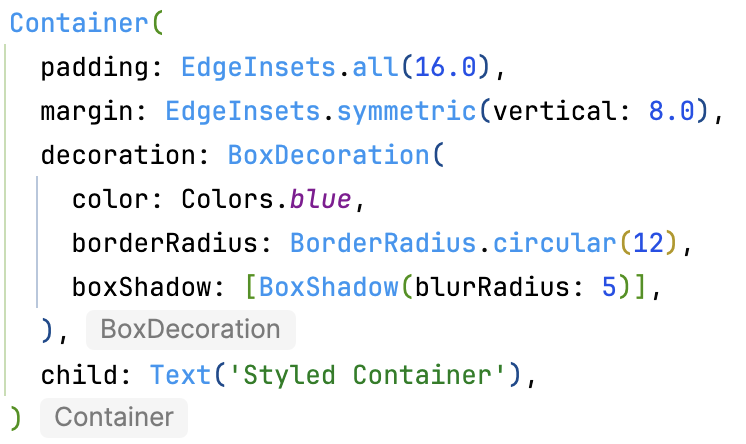 Container(
  padding: EdgeInsets.all(16.0),
  margin: EdgeInsets.symmetric(vertical: 8.0),
  decoration: BoxDecoration(
    color: Colors.blue,
    borderRadius: BorderRadius.circular(12),
    boxShadow: [BoxShadow(blurRadius: 5)],
  ), BoxDecoration
  child: Text('Styled Container'),
) Container